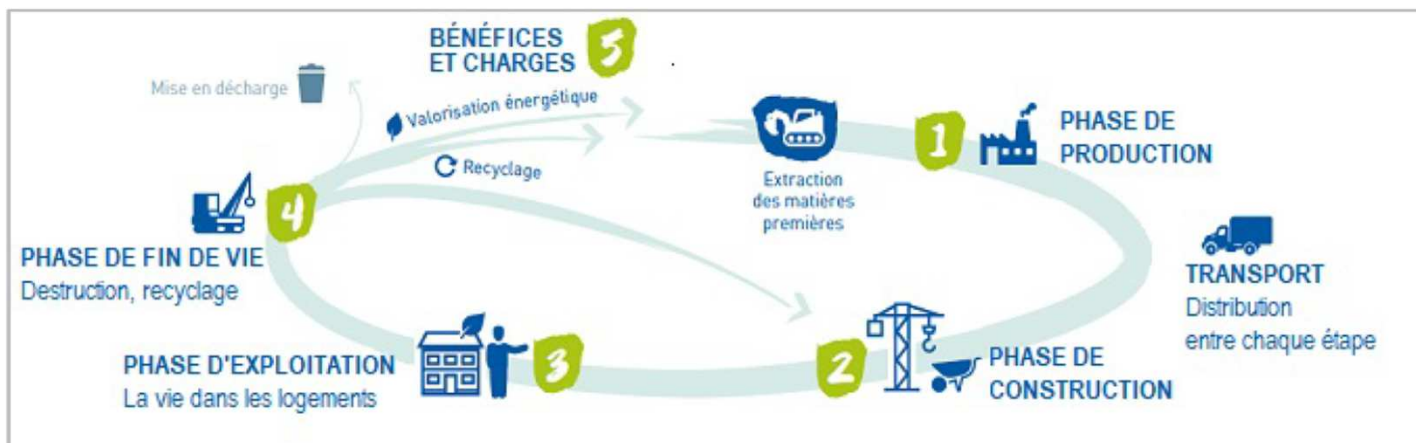 BÉNÉFICES
ET CHARGES
5
Mise en décharge
Valorisation énergétique
Recyclage
Extraction
des matières
premières
1
PHASE DE
PRODUCTION
4
PHASE DE FIN DE VIE
Destruction, recyclage
TRANSPORT
Distribution
entre chaque étape
PHASE D'EXPLOITATION
La vie dans les logements
3
2
PHASE DE
CONSTRUCTION